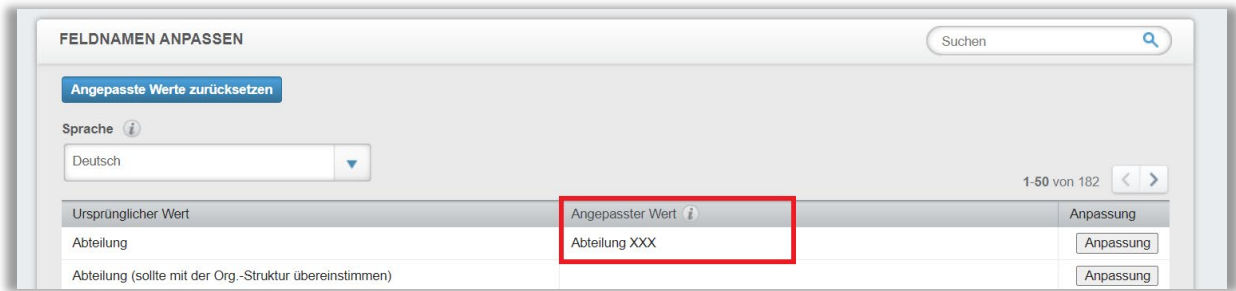 FELDNAMEN ANPASSEN
Suchen
Angepasste Werte zurücksetzen
Sprache
Deutsch
1-50 von 182
Ursprünglicher Wert Angepasster Wert Anpassung
Abteilung Abteilung XXX Anpassung
Abteilung (sollte mit der Org.-Struktur übereinstimmen) Anpassung